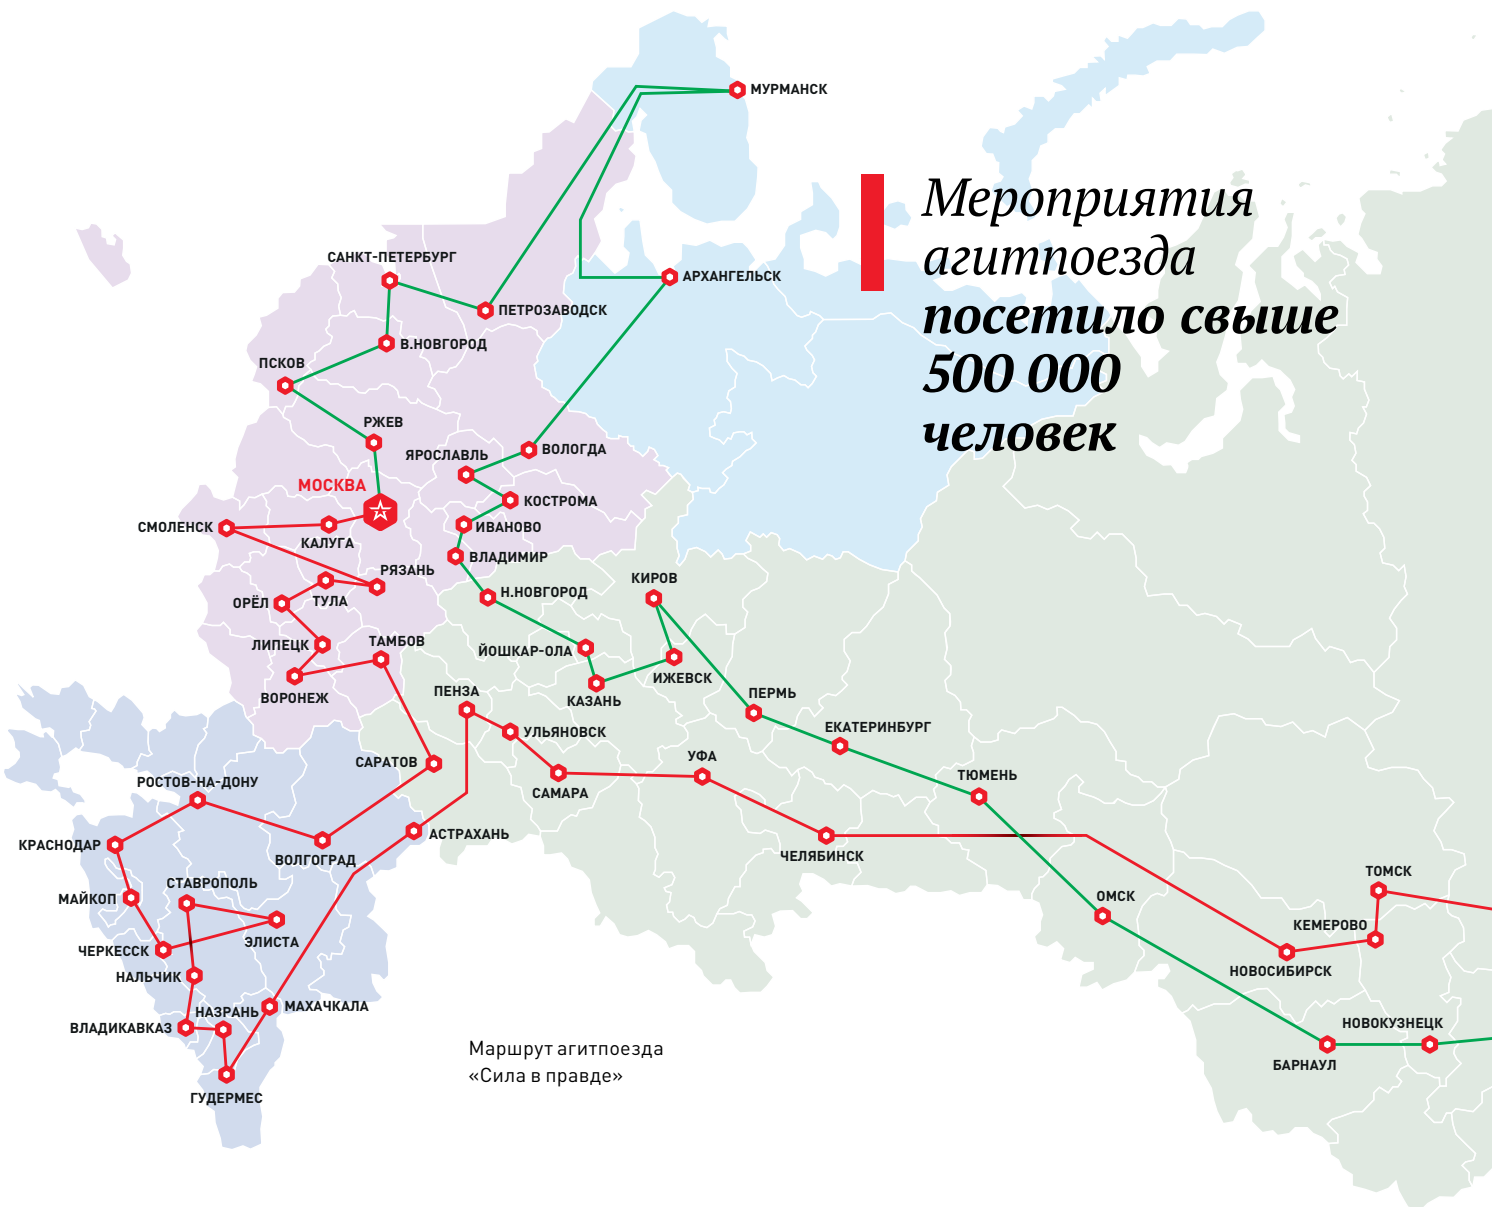 МУРМАНСК
Мероприятия
агитпоезда
посетило свыше
500 000
человек
САНКТ-ПЕТЕРБУРГ
АРХАНГЕЛЬСК
ПЕТРОЗАВОДСК
В.НОВГОРОД
ПСКОВ
РЖЕВ
ЯРОСЛАВЛЬ
ВОЛОГДА
МОСКВА
КОСТРОМА
СМОЛЕНСК
ИВАНОВО
КАЛУГА
ВЛАДИМИР
РЯЗАНЬ
КИРОВ
Н.НОВГОРОД
ОРЁЛ
ТУЛА
ЛИПЕЦК
ТАМБОВ
ЙОШКАР-ОЛА
ИЖЕВСК
ВОРОНЕЖ
ПЕНЗА
КАЗАНЬ
ПЕРМЬ
УЛЬЯНОВСК
ЕКАТЕРИНБУРГ
САРАТОВ
УФА
РОСТОВ-НА-ДОНУ
ТЮМЕНЬ
САМАРА
АСТРАХАНЬ
КРАСНОДАР
ВОЛГОГРАД
ЧЕЛЯБИНСК
ТОМСК
СТАВРОПОЛЬ
МАЙКОП
ОМСК
КЕМЕРОВО
ЭЛИСТА
ЧЕРКЕССК
НОВОСИБИРСК
НАЛЬЧИК
МАХАЧКАЛА
НАЗРАНЬ
ВЛАДИКАВКАЗ
НОВОКУЗНЕЦК
Маршрут агитпоезда
«Сила в правде»
БАРНАУЛ
ГУДЕРМЕС